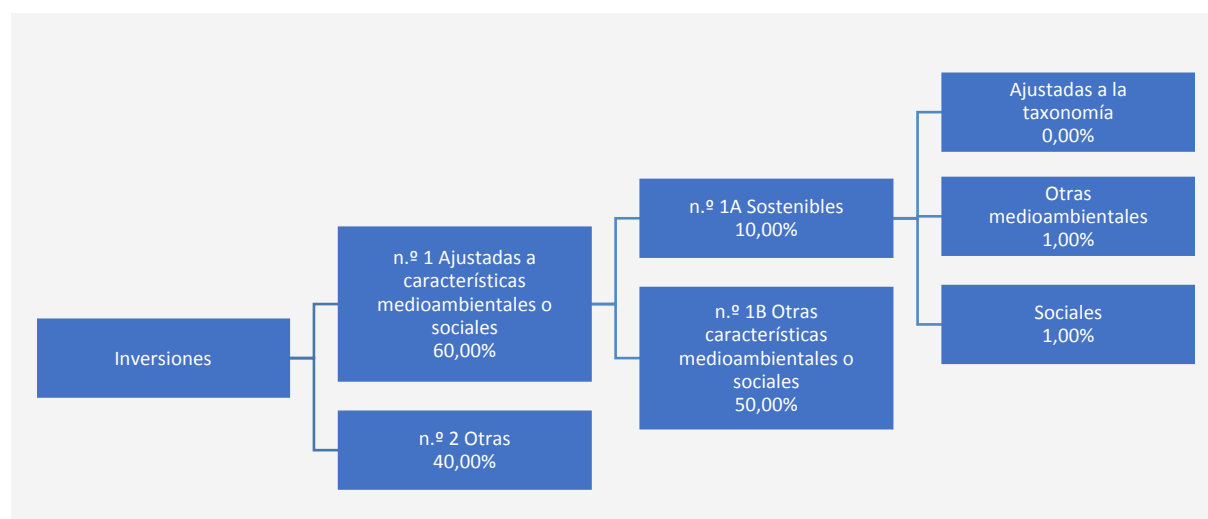 Inversiones
n.º 1 Ajustadas a
características
medioambientales o
sociales
60,00%
n.º 2 Otras
40,00%
n.º 1A Sostenibles
10,00%
n.º 1B Otras
características
medioambientales o
sociales
50,00%
Ajustadas a la
taxonomía
0,00%
Otras
medioambientales
1,00%
Sociales
1,00%